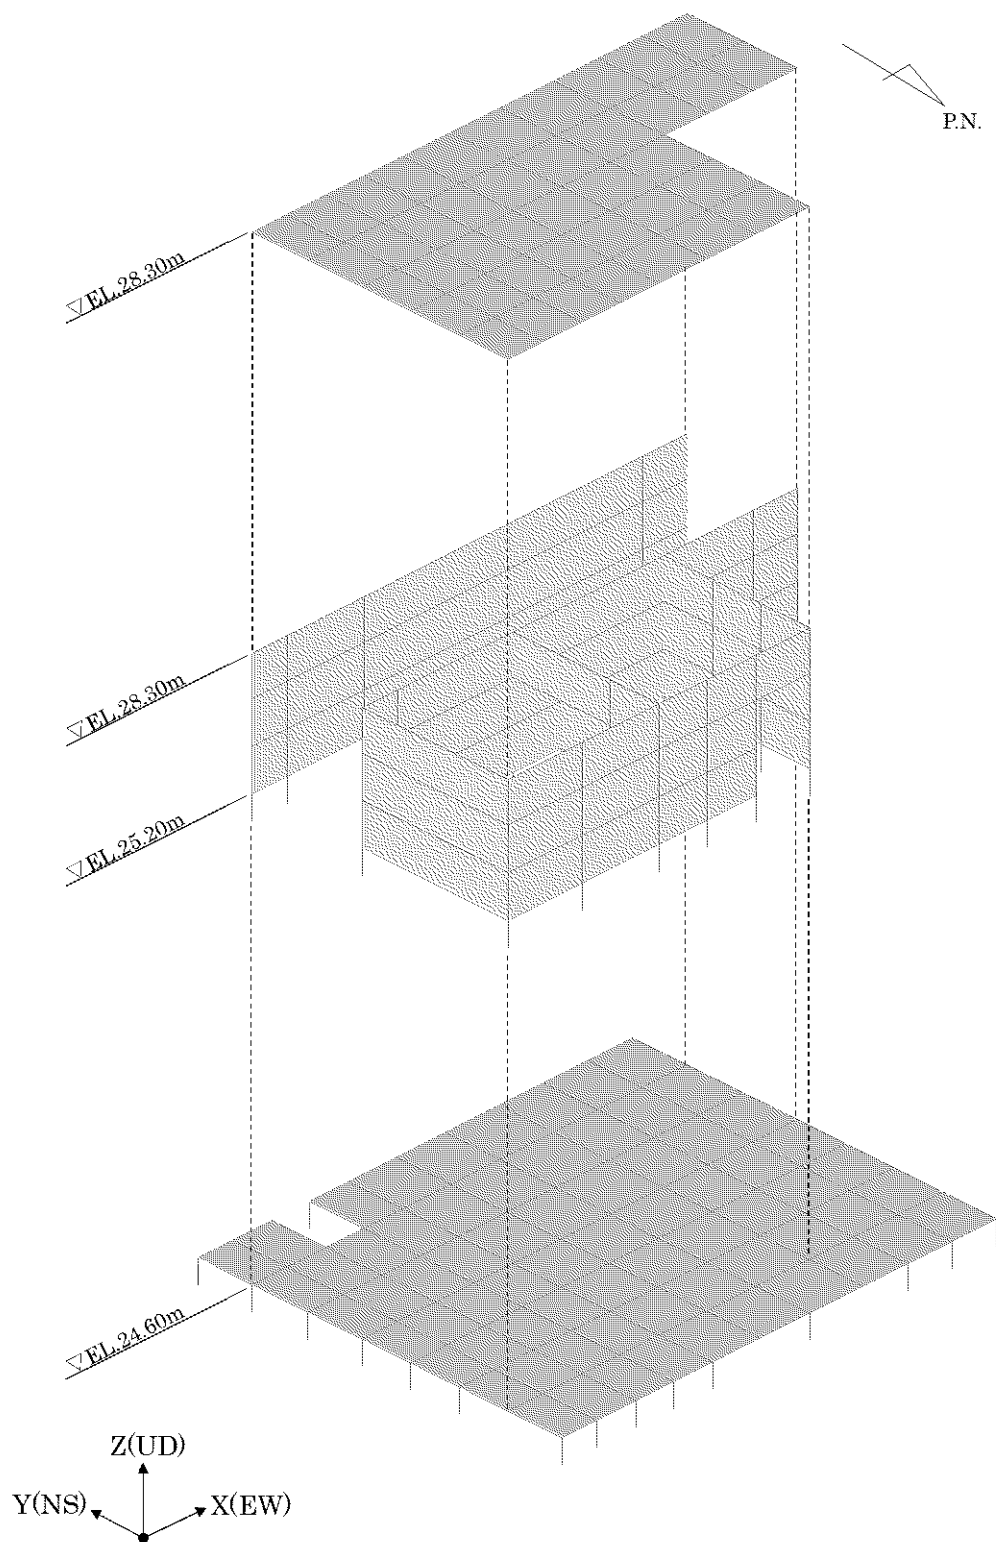 P.N.
▽EL.28.30m
▽EL.28.30m
▽EL.25.20m
▽EL.24.60m
Z(UD)
Y(NS)
X(EW)